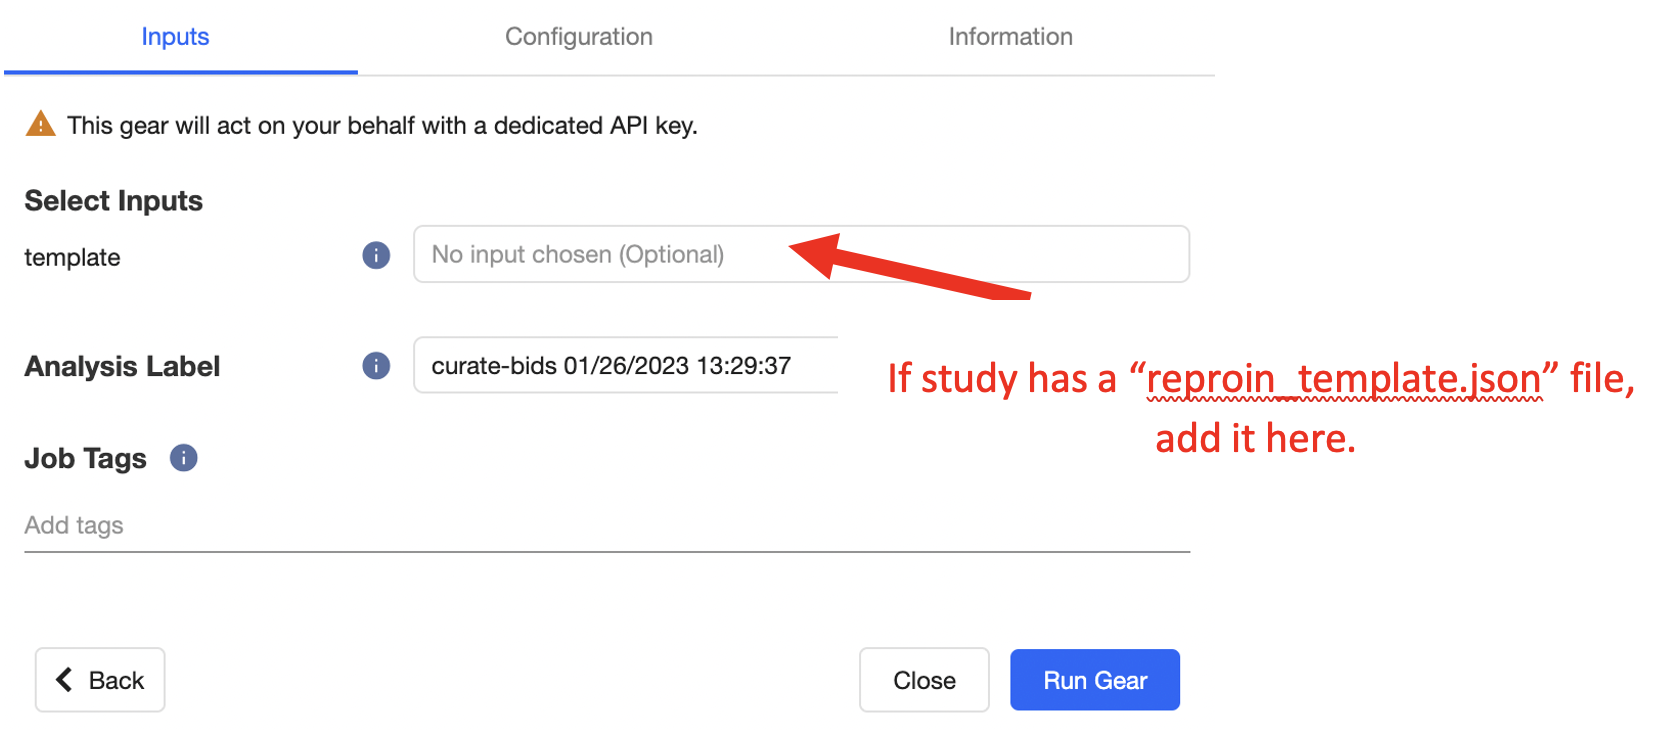 Inputs Configuration Information
This gear will act on your behalf with a dedicated API key.
Select Inputs
template No input chosen (Optional)
Analysis Label curate-bids 01/26/2023 13:29:37
If study has a “reproin_template.json” file,
add it here.
Job Tags
Add tags
Back Close Run Gear